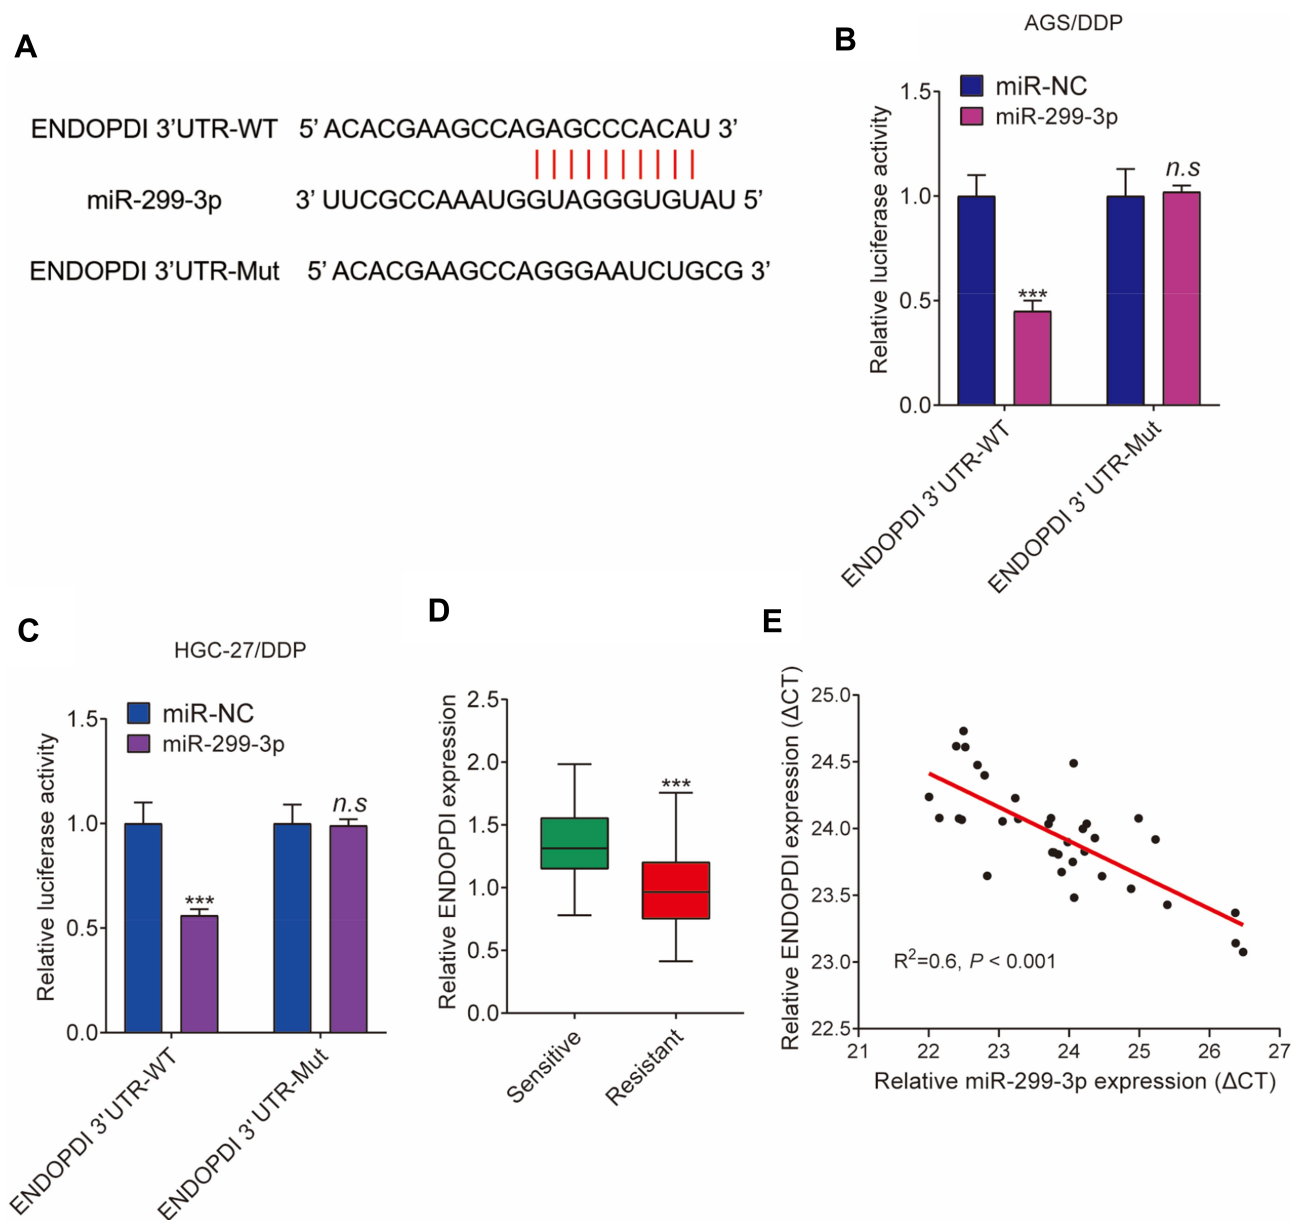 A
ENDOPDI 3'UTR-WT 5' ACACGAAGCCAGAGCCCACAU 3'
miR-299-3p 3' UUCGCCAAAUGGUAGGGUGUAU 5'
ENDOPDI 3'UTR-Mut 5' ACACGAAGCCAGGGAAUCUGCG 3'
B
AGS/DDP
miR-NC
miR-299-3p
Relative luciferase activity
1.5
1.0
0.5
0.0
***
n.s
ENDOPDI 3' UTR-WT
ENDOPDI 3' UTR-Mut
C
HGC-27/DDP
miR-NC
miR-299-3p
Relative luciferase activity
1.5
1.0
0.5
0.0
***
n.s
ENDOPDI 3' UTR-WT
ENDOPDI 3' UTR-Mut
D
Relative ENDOPDI expression
2.5
2.0
1.5
1.0
0.5
0.0
***
Sensitive
Resistant
E
Relative ENDOPDI expression (ΔCT)
25.0
24.5
24.0
23.5
23.0
22.5
R²=0.6, P < 0.001
21 22 23 24 25 26 27
Relative miR-299-3p expression (ΔCT)